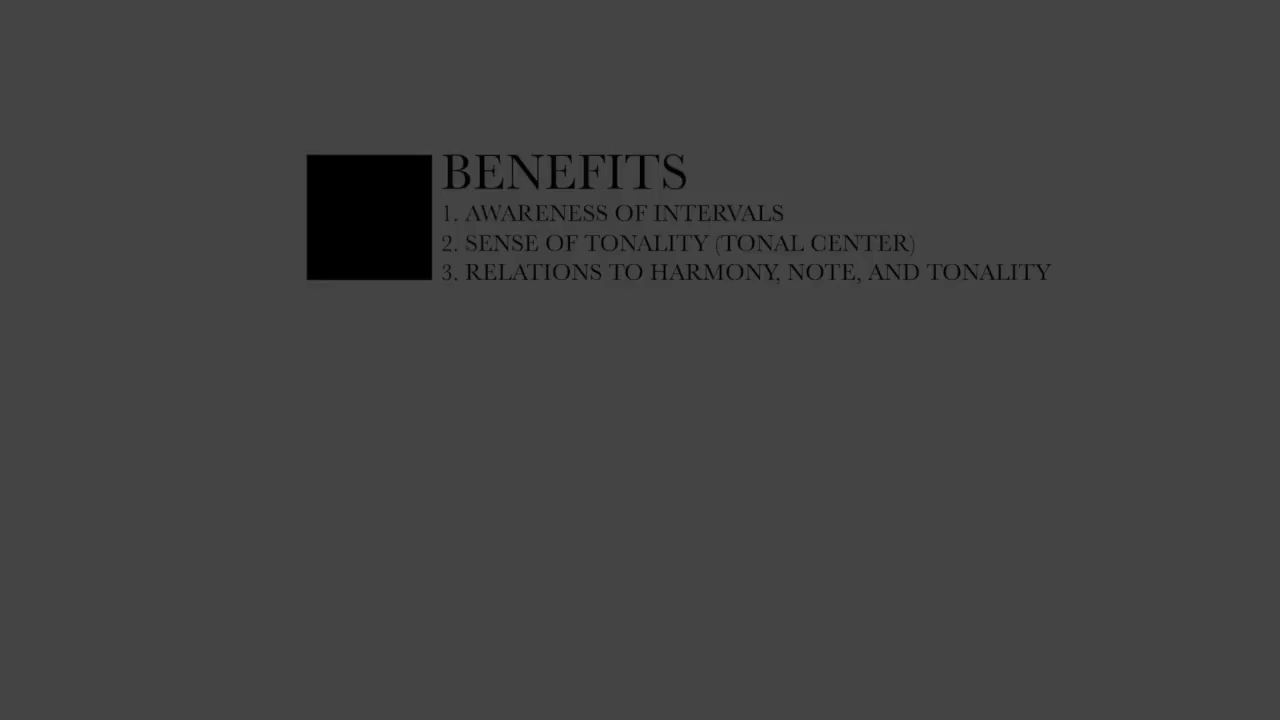 BENEFITS
1. AWARENESS OF INTERVALS
2. SENSE OF TONALITY (TONAL CENTER)
3. RELATIONS TO HARMONY, NOTE, AND TONALITY